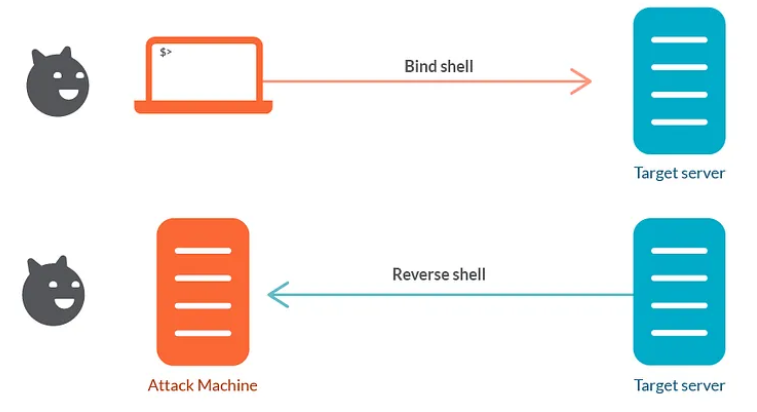 $>
Bind shell
Target server
Reverse shell
Attack Machine
Target server